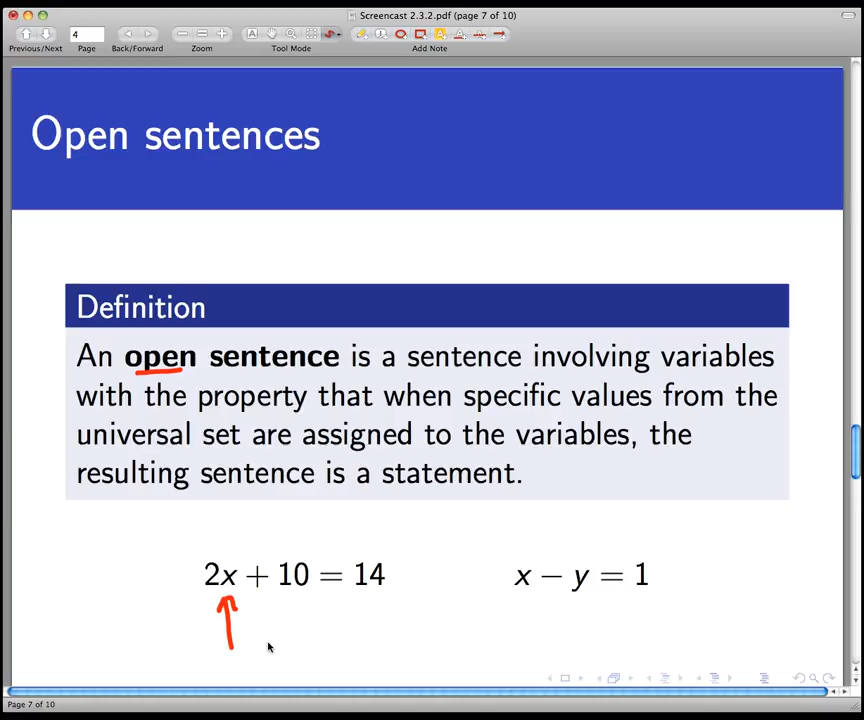 Screencast 2.3.2.pdf (page 7 of 10)
4
Previous/Next Page Back/Forward Zoom Tool Mode Add Note
Open sentences
Definition
An open sentence is a sentence involving variables
with the property that when specific values from the
universal set are assigned to the variables, the
resulting sentence is a statement.
2x + 10 = 14 x − y = 1
Page 7 of 10